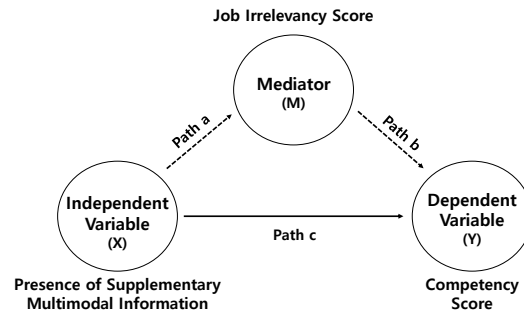 Job Irrelevancy Score
Mediator
(M)
Path a
Path b
Independent
Variable
(X)
Path c
Dependent
Variable
(Y)
Presence of Supplementary
Multimodal Information
Competency
Score